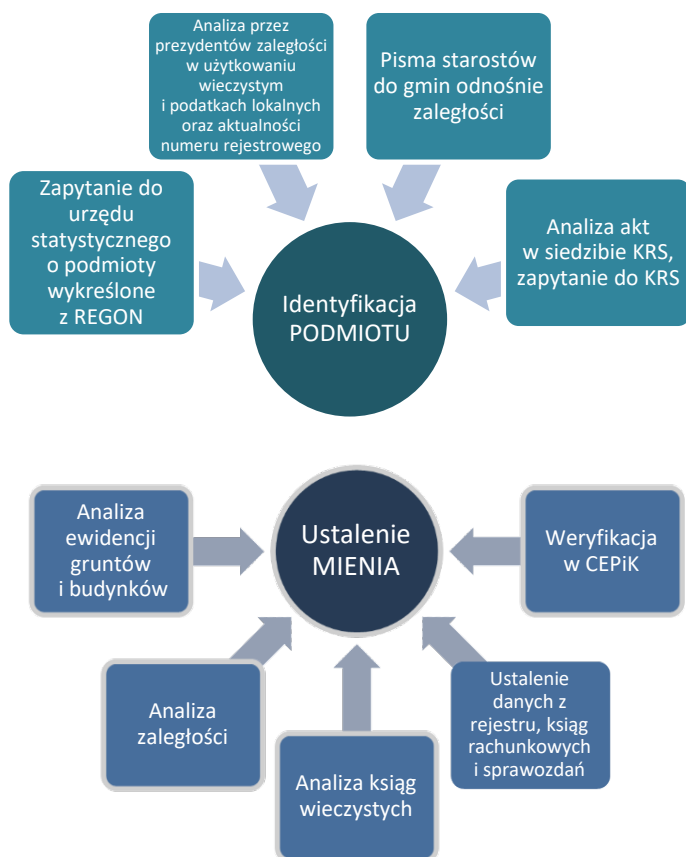 Analiza przez
prezydentów zaległości
w użytkowaniu
wieczystym
i podatkach lokalnych
oraz aktualności
numeru rejestrowego
Pisma starostów
do gmin odnośnie
zaległości
Zapytanie do
urzędu
statystycznego
o podmioty
wykreślone
z REGON
Analiza akt
w siedzibie KRS,
zapytanie do KRS
Identyfikacja
PODMIOTU
Analiza
ewidencji
gruntów
i budynków
Ustalenie
MIENIA
Weryfikacja
w CEPiK
Analiza
zaległości
Analiza ksiąg
wieczystych
Ustalenie
danych z
rejestru, ksiąg
rachunkowych
i sprawozdań